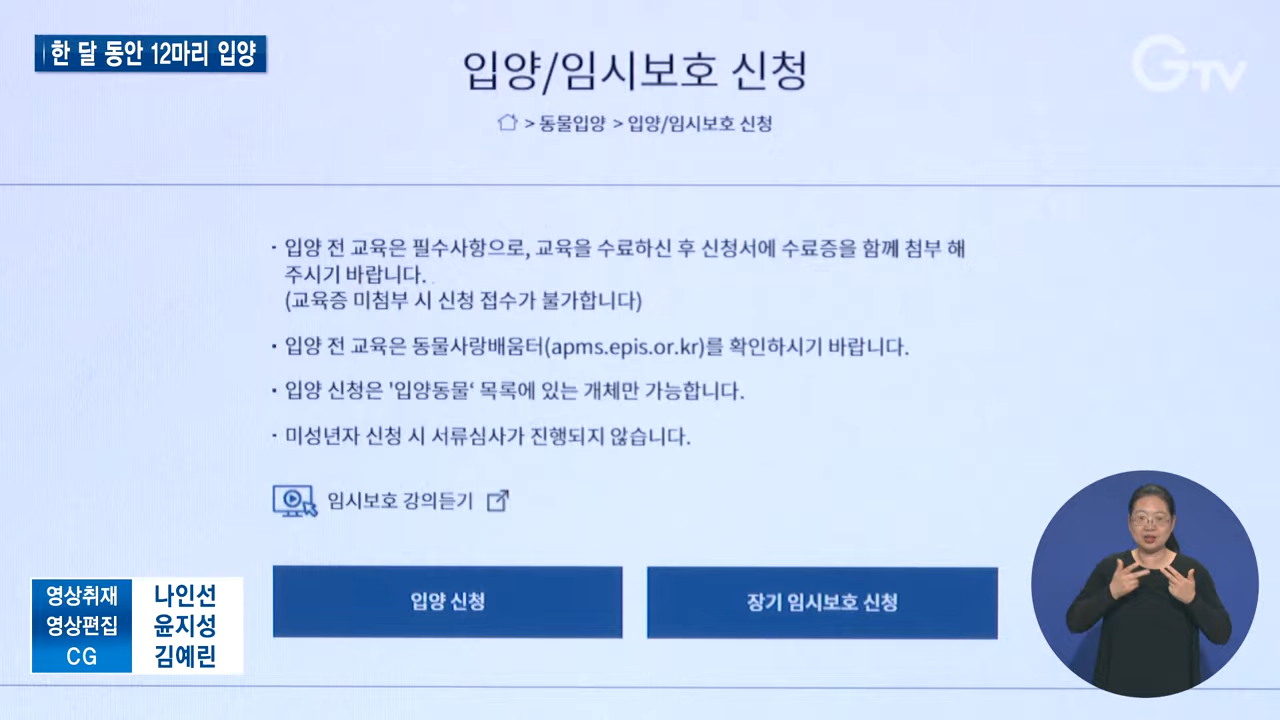 한 달 동안 12마리 입양
GTV
입양/임시보호 신청
> 동물입양 > 입양/임시보호 신청
· 입양 전 교육은 필수사항으로, 교육을 수료하신 후 신청서에 수료증을 함께 첨부 해
주시기 바랍니다.
(교육증 미첨부 시 신청 접수가 불가합니다)
· 입양 전 교육은 동물사랑배움터(apms.epis.or.kr)를 확인하시기 바랍니다.
· 입양 신청은 '입양동물‘ 목록에 있는 개체만 가능합니다.
· 미성년자 신청 시 서류심사가 진행되지 않습니다.
임시보호 강의듣기
입양 신청
장기 임시보호 신청
영상취재 나인선
영상편집 윤지성
CG 김예린